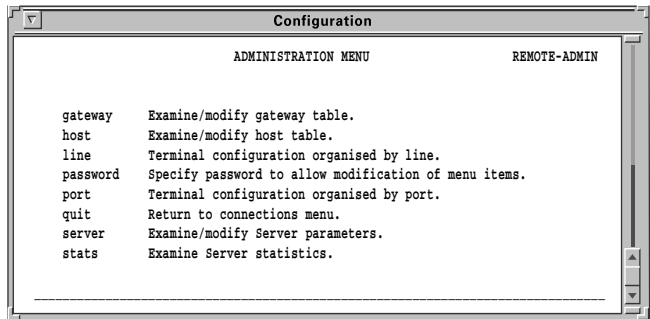 Configuration
ADMINISTRATION MENU REMOTE-ADMIN
gateway Examine/modify gateway table.
host Examine/modify host table.
line Terminal configuration organised by line.
password Specify password to allow modification of menu items.
port Terminal configuration organised by port.
quit Return to connections menu.
server Examine/modify Server parameters.
stats Examine Server statistics.